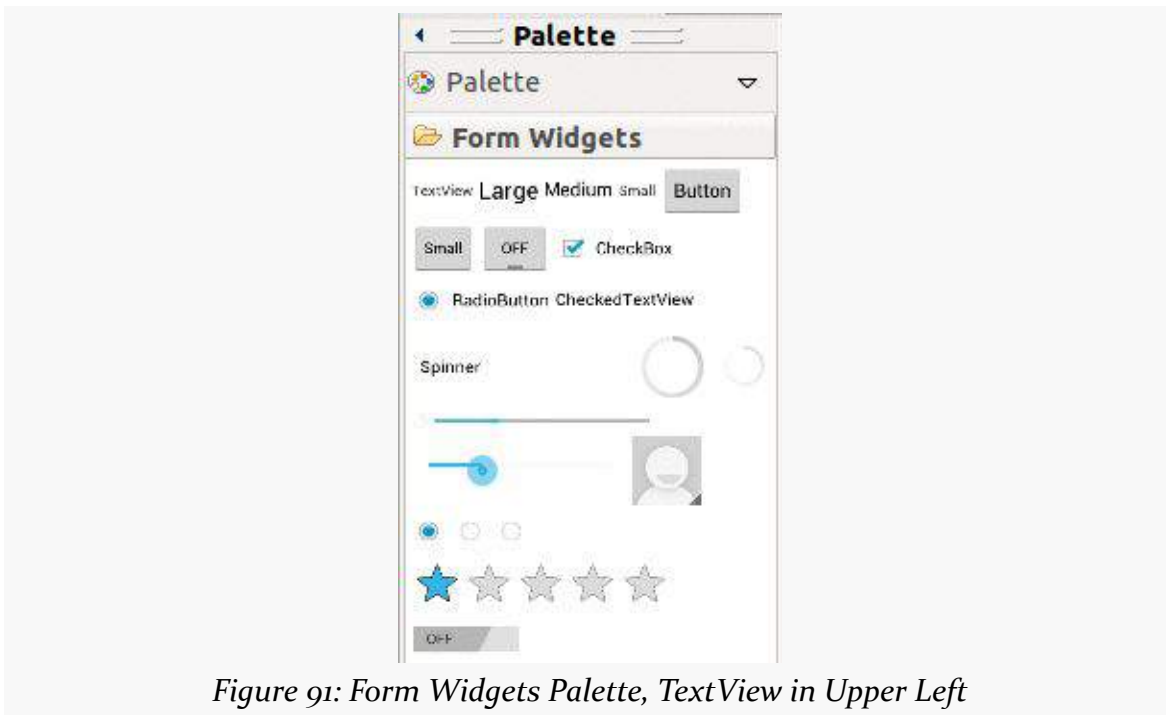 Palette
Palette
Form Widgets
TextView Large Medium Small Button
Small OFF CheckBox
RadioButton CheckedTextView
Spinner
OFF
Figure 91: Form Widgets Palette, TextView in Upper Left